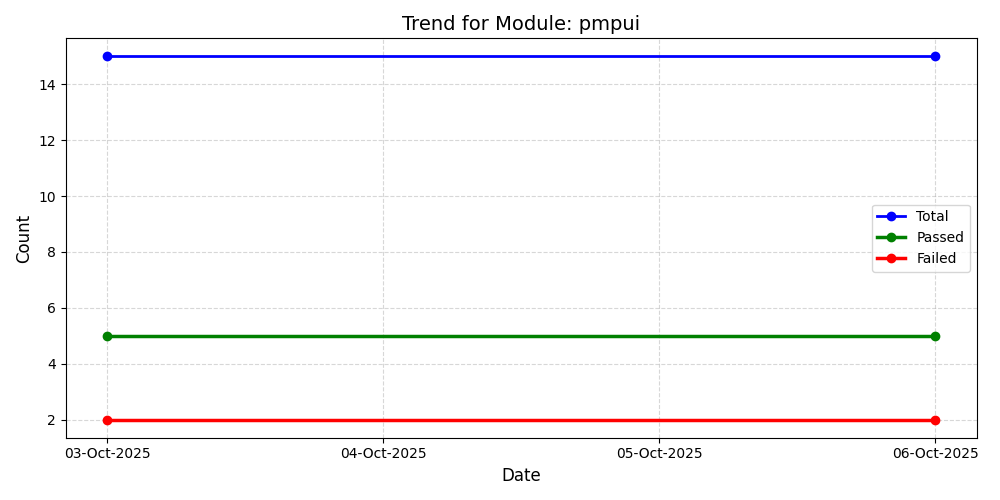 Trend for Module: pmpui
Count
14
12
10
8
6
4
2
Total
Passed
Failed
03-Oct-2025
04-Oct-2025
05-Oct-2025
06-Oct-2025
Date